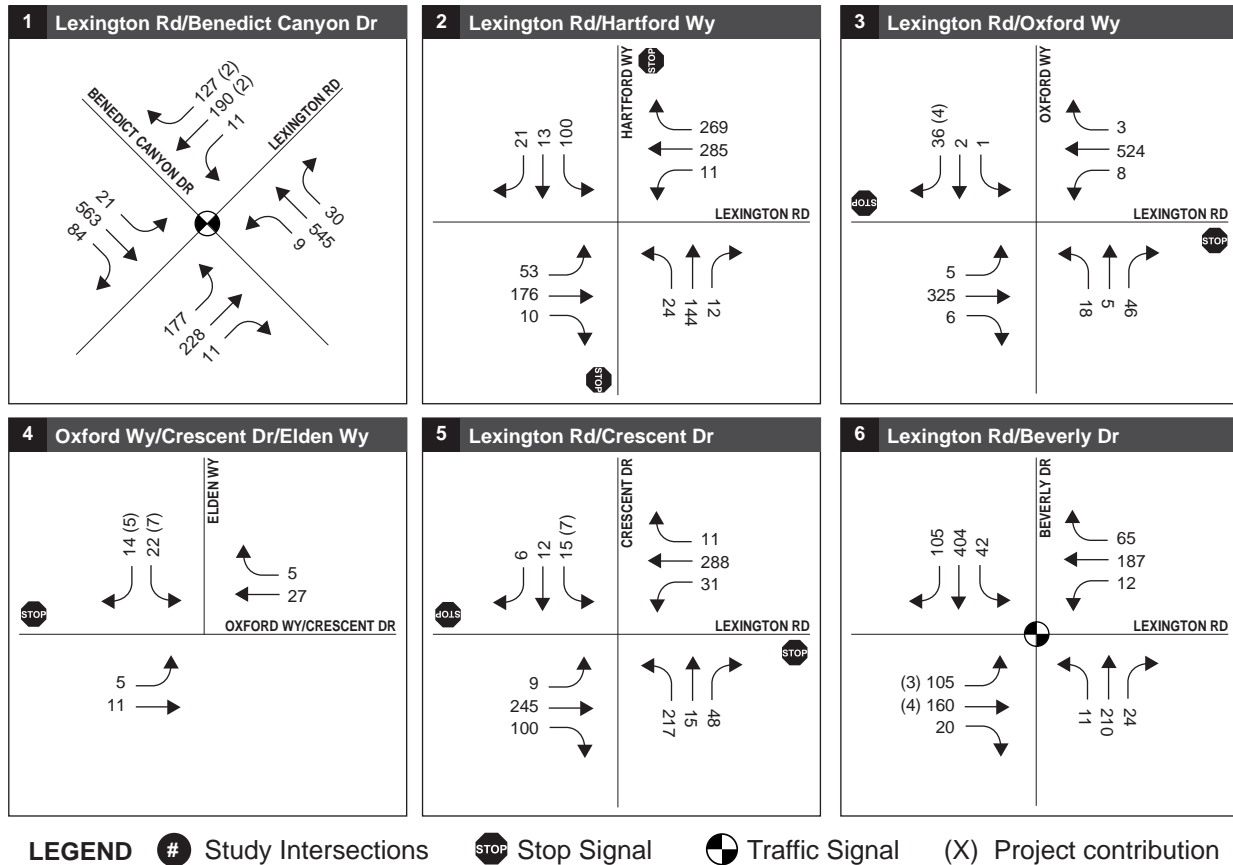 1 Lexington Rd/Benedict Canyon Dr
BENEDICT CANYON DR
LEXINGTON RD
127 (2)
190 (2)
11
21
563
84
30
545
9
177
228
11
2 Lexington Rd/Hartford Wy
HARTFORD WY
STOP
21
13
100
269
285
11
LEXINGTON RD
53
176
10
24
144
12
STOP
3 Lexington Rd/Oxford Wy
OXFORD WY
36 (4)
2
1
3
524
8
STOP
LEXINGTON RD
STOP
5
325
6
18
5
46
4 Oxford Wy/Crescent Dr/Elden Wy
ELDEN WY
14 (5)
22 (7)
5
27
STOP
OXFORD WY/CRESCENT DR
5
11
5 Lexington Rd/Crescent Dr
CRESCENT DR
6
12
15 (7)
11
288
31
STOP
LEXINGTON RD
STOP
9
245
100
217
15
48
6 Lexington Rd/Beverly Dr
BEVERLY DR
105
404
42
65
187
12
LEXINGTON RD
(3) 105
(4) 160
20
11
210
24
LEGEND # Study Intersections STOP Stop Signal Traffic Signal (X) Project contribution